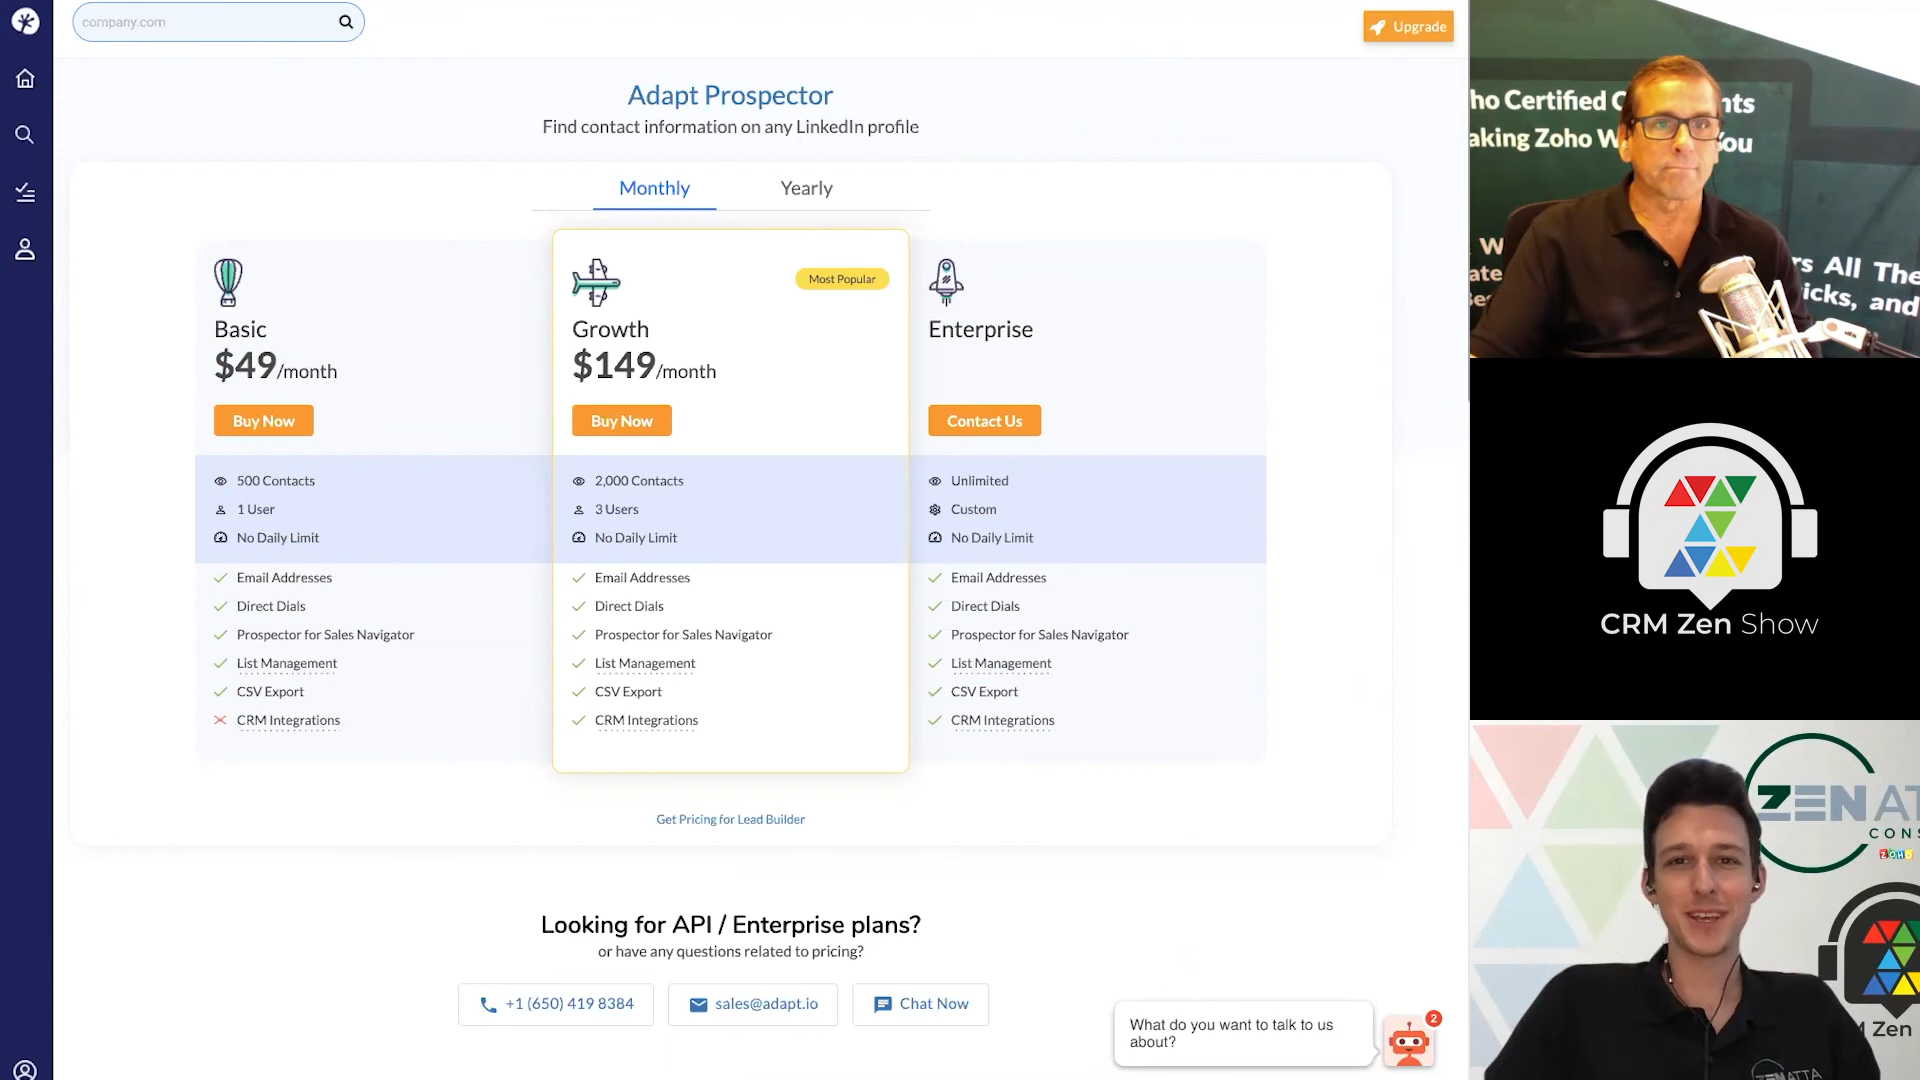 company.com
Upgrade
Adapt Prospector
Find contact information on any LinkedIn profile
Monthly
Yearly
Basic
$49/month
Buy Now
500 Contacts
1 User
No Daily Limit
Email Addresses
Direct Dials
Prospector for Sales Navigator
List Management
CSV Export
CRM Integrations
Most Popular
Growth
$149/month
Buy Now
2,000 Contacts
3 Users
No Daily Limit
Email Addresses
Direct Dials
Prospector for Sales Navigator
List Management
CSV Export
CRM Integrations
Enterprise
Contact Us
Unlimited
Custom
No Daily Limit
Email Addresses
Direct Dials
Prospector for Sales Navigator
List Management
CSV Export
CRM Integrations
Get Pricing for Lead Builder
Looking for API / Enterprise plans?
or have any questions related to pricing?
+1 (650) 419 8384
sales@adapt.io
Chat Now
What do you want to talk to us
about?
2
ho Certified
aking Zoho
All The
icks, and
CRM Zen Show
ZENATT
CONS
ZOHO
Zen
ZENATTA